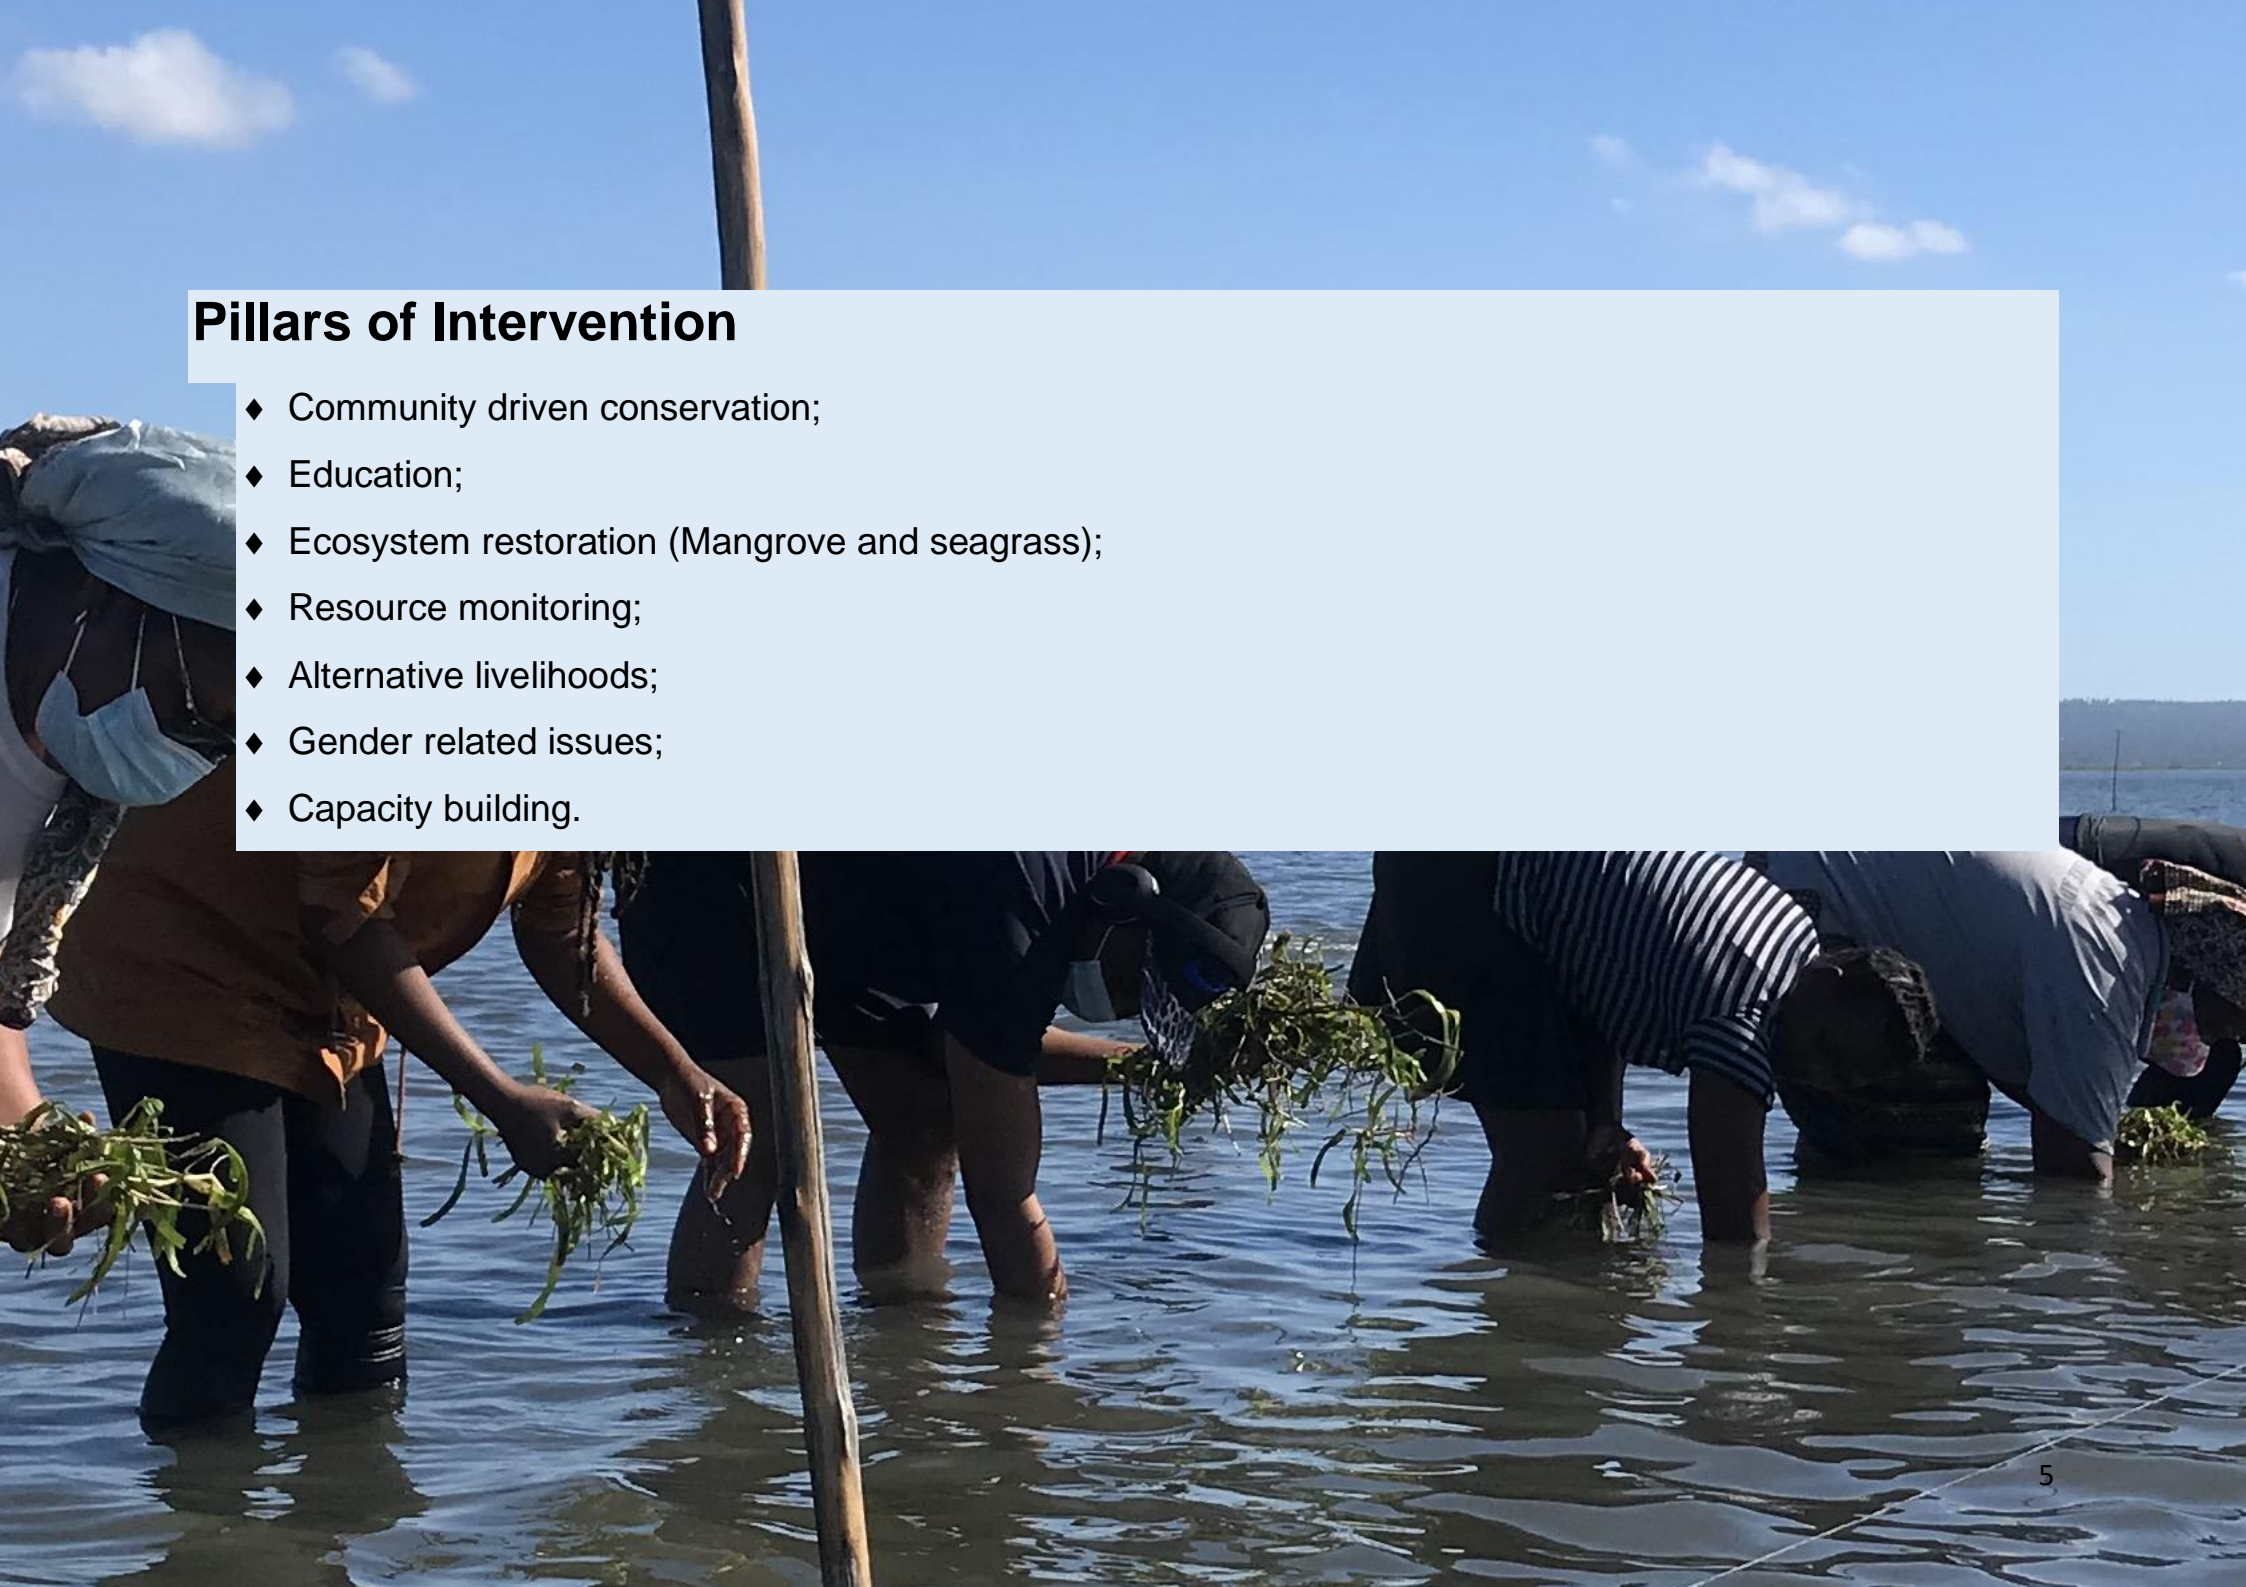 Pillars of Intervention
♦ Community driven conservation;
♦ Education;
♦ Ecosystem restoration (Mangrove and seagrass);
♦ Resource monitoring;
♦ Alternative livelihoods;
♦ Gender related issues;
♦ Capacity building.
5